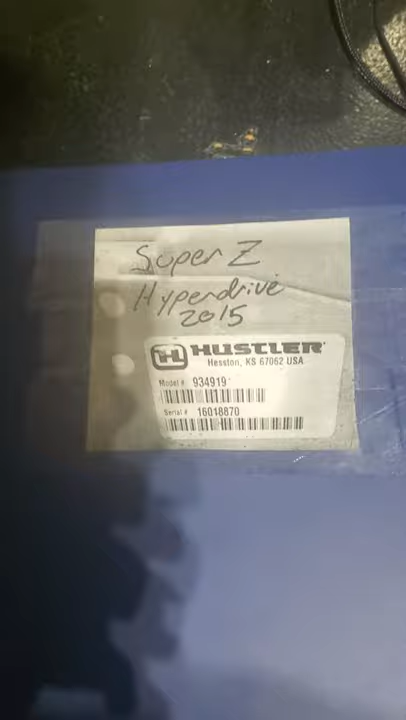 Super Z
Hyperdrive
2015
HUSTLER
Hesston, KS 67062 USA
Model # 934919
Serial # 16018870